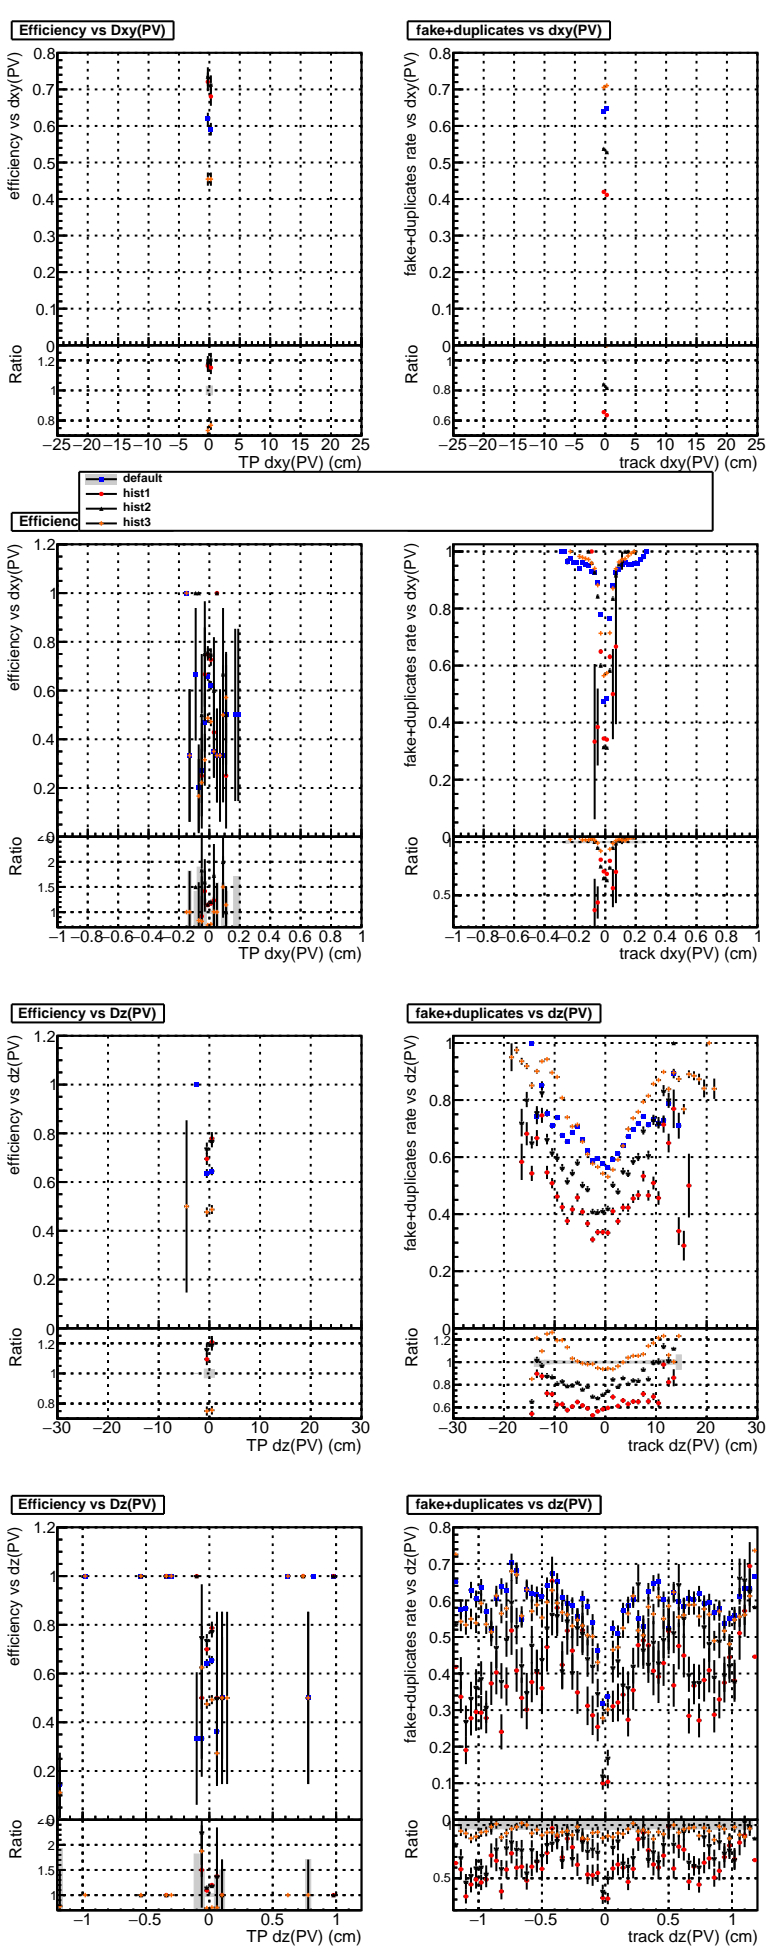 Efficiency vs Dxy(PV)
efficiency vs dxy(PV)
0.8
0.7
0.6
0.5
0.4
0.3
0.2
0.1
0
Ratio
1.2
1
0.8
−25 −20 −15 −10 −5 0 5 10 15 20 25
TP dxy(PV) (cm)
fake+duplicates vs dxy(PV)
fake+duplicates rate vs dxy(PV)
0.8
0.7
0.6
0.5
0.4
0.3
0.2
0.1
0
Ratio
1
0.8
0.6
−25 −20 −15 −10 −5 0 5 10 15 20 25
track dxy(PV) (cm)
default
hist1
hist2
hist3
Efficienc
efficiency vs dxy(PV)
1.2
1
0.8
0.6
0.4
0.2
Ratio
2
1.5
1
−1 −0.8 −0.6 −0.4 −0.2 0 0.2 0.4 0.6 0.8 1
TP dxy(PV) (cm)
fake+duplicates rate vs dxy(PV)
1
0.8
0.6
0.4
0.2
0
Ratio
1
0.5
−1 −0.8 −0.6 −0.4 −0.2 0 0.2 0.4 0.6 0.8 1
track dxy(PV) (cm)
Efficiency vs Dz(PV)
efficiency vs dz(PV)
1.2
1
0.8
0.6
0.4
0.2
0
Ratio
1.2
1
0.8
−30 −20 −10 0 10 20 30
TP dz(PV) (cm)
fake+duplicates vs dz(PV)
fake+duplicates rate vs dz(PV)
1
0.8
0.6
0.4
0.2
0
Ratio
1.2
1
0.8
0.6
−30 −20 −10 0 10 20 30
track dz(PV) (cm)
Efficiency vs Dz(PV)
efficiency vs dz(PV)
1.2
1
0.8
0.6
0.4
0.2
Ratio
2
1.5
1
−1 −0.5 0 0.5 1
TP dz(PV) (cm)
fake+duplicates vs dz(PV)
fake+duplicates rate vs dz(PV)
0.8
0.7
0.6
0.5
0.4
0.3
0.2
0.1
Ratio
0.5
−1 −0.5 0 0.5 1
track dz(PV) (cm)